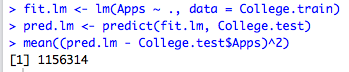 > fit.lm <- lm(Apps ~ ., data = College.train)
> pred.lm <- predict(fit.lm, College.test)
> mean((pred.lm - College.test$Apps)^2)
[1] 1156314